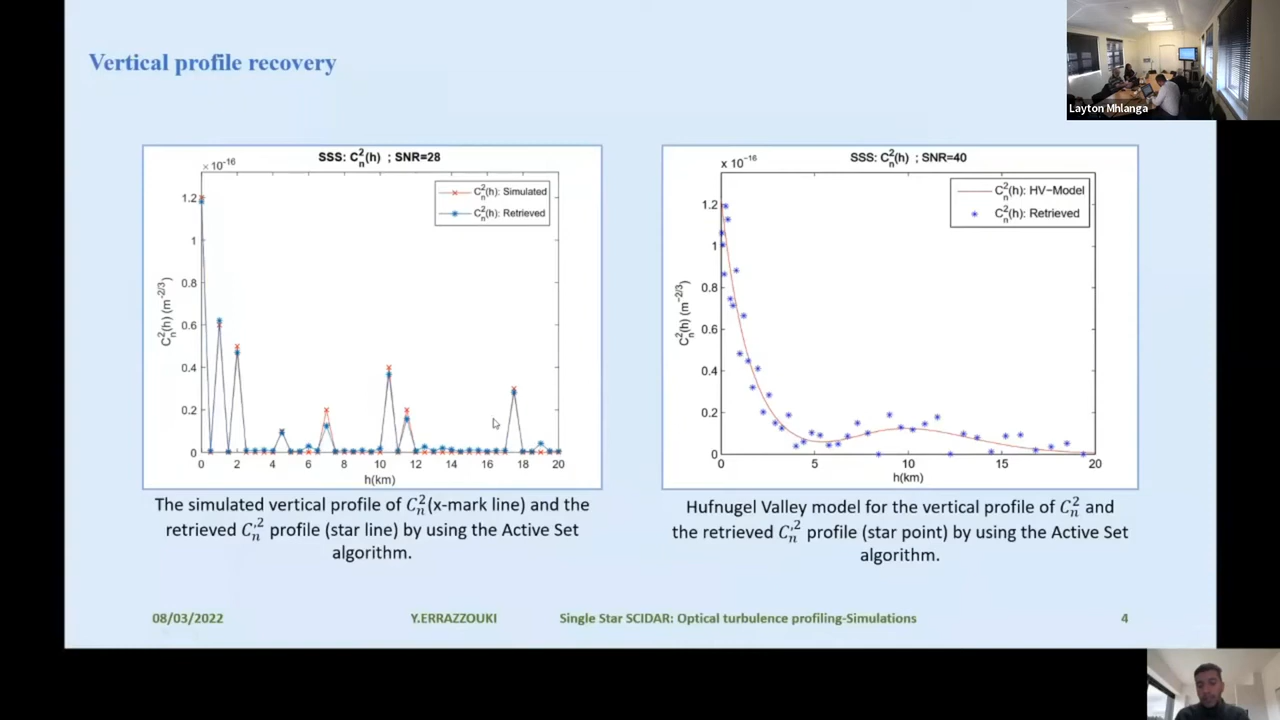 Vertical profile recovery
Layton Mhlanga
SSS: C²ₙ(h) ; SNR=28
× 10⁻¹⁶
C²ₙ(h): Simulated
C²ₙ(h): Retrieved
1.2
1
0.8
0.6
0.4
0.2
0
C²ₙ(h) (m⁻²/³)
0 2 4 6 8 10 12 14 16 18 20
h(km)
The simulated vertical profile of C²ₙ(x-mark line) and the
retrieved C,²ₙ profile (star line) by using the Active Set
algorithm.
SSS: C²ₙ(h) ; SNR=40
x 10⁻¹⁶
C²ₙ(h): HV−Model
C²ₙ(h): Retrieved
1.2
1
0.8
0.6
0.4
0.2
0
C²ₙ(h) (m⁻²/³)
0 5 10 15 20
h(km)
Hufnugel Valley model for the vertical profile of C²ₙ and
the retrieved C,²ₙ profile (star point) by using the Active Set
algorithm.
08/03/2022 Y.ERRAZZOUKI Single Star SCIDAR: Optical turbulence profiling-Simulations 4